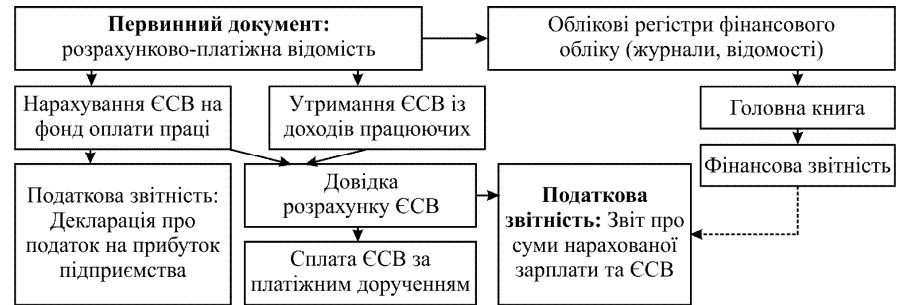 Первинний документ:
розрахунково-платіжна відомість
Облікові регістри фінансового
обліку (журнали, відомості)
Нарахування ЄСВ на
фонд оплати праці
Утримання ЄСВ із
доходів працюючих
Головна книга
Фінансова звітність
Податкова звітність:
Декларація про
податок на прибуток
підприємства
Довідка
розрахунку ЄСВ
Податкова
звітність: Звіт про
суми нарахованої
зарплати та ЄСВ
Сплата ЄСВ за
платіжним дорученням